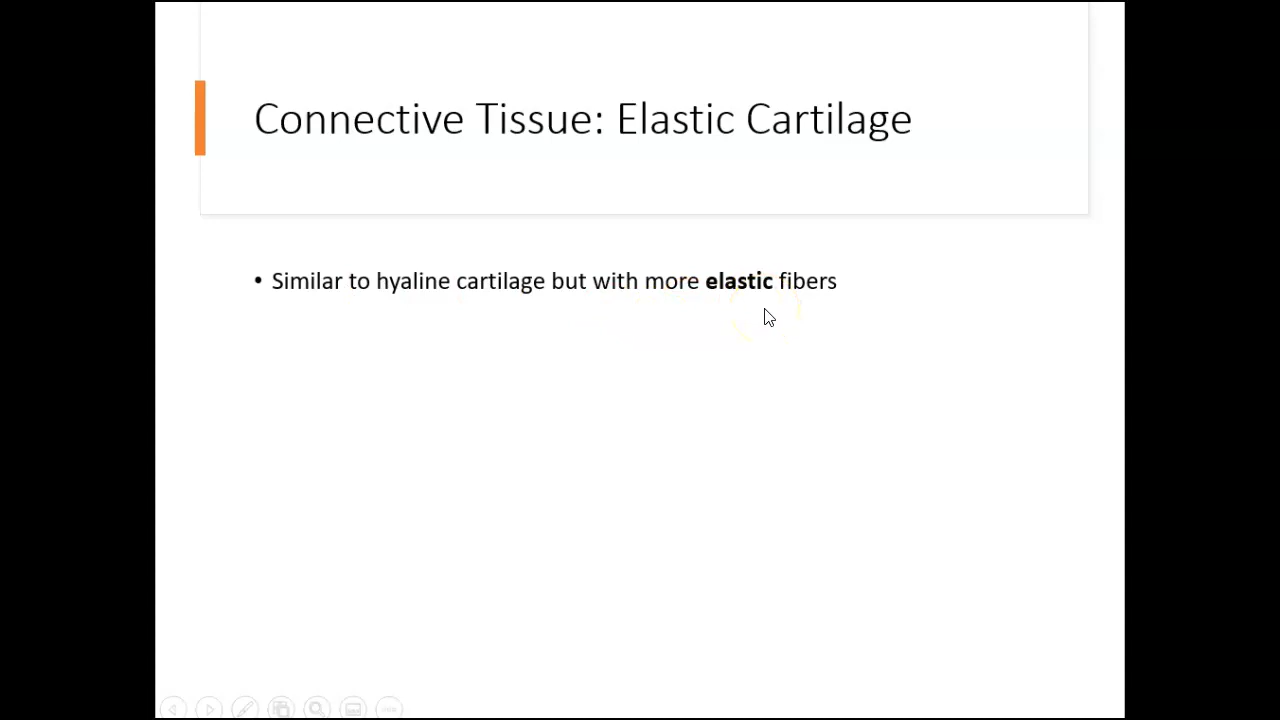 Connective Tissue: Elastic Cartilage
• Similar to hyaline cartilage but with more elastic fibers